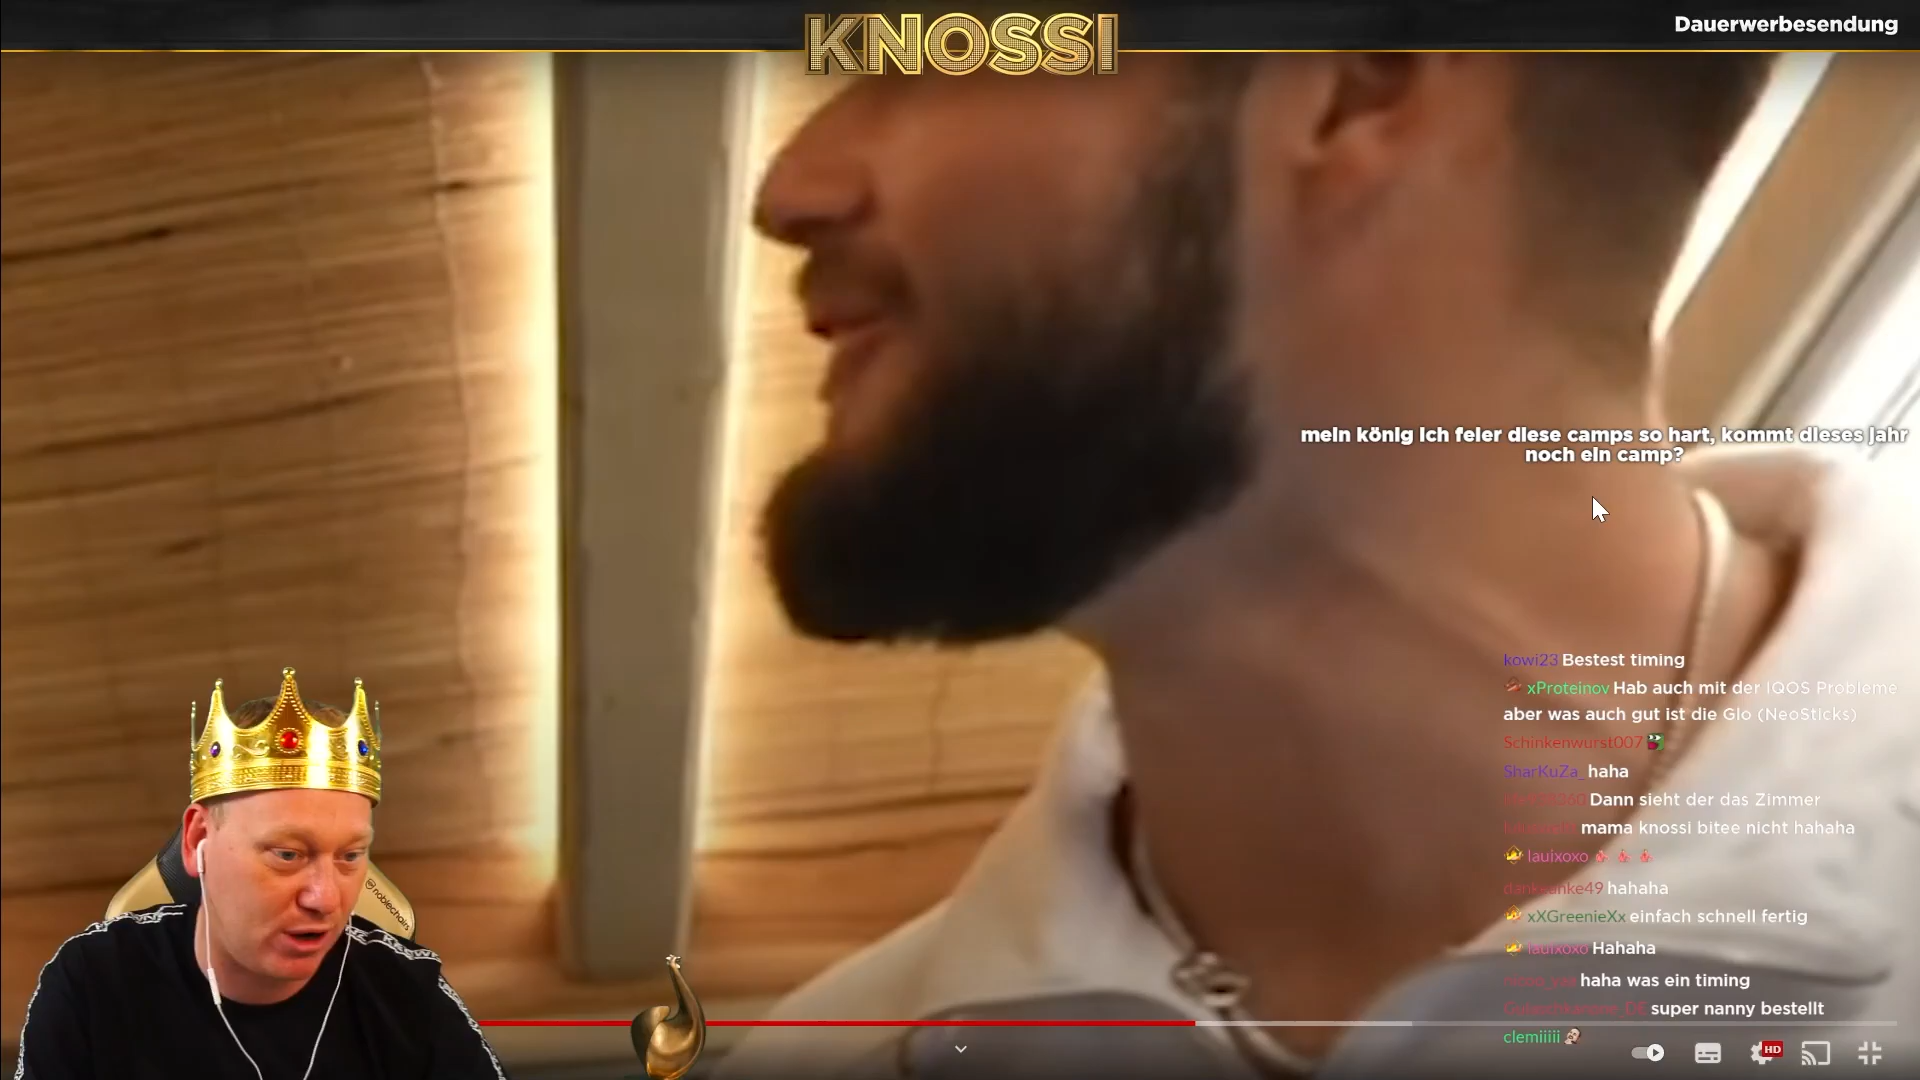 KNOSSI
Dauerwerbesendung
mein könig ich feier diese camps so hart, kommt dieses jahr
noch ein camp?
kowi23 Bestest timing
xProteinov Hab auch mit der IQOS Probleme
aber was auch gut ist die Glo (NeoSticks)
Schinkenwurst007
SharKuZa_ haha
Dann sieht der das Zimmer
mama knossi bitee nicht hahaha
lauixoxo
hahaha
xXGreenieXx einfach schnell fertig
lauixoxo Hahaha
haha was ein timing
super nanny bestellt
clemiiiii
HD
noblechairs